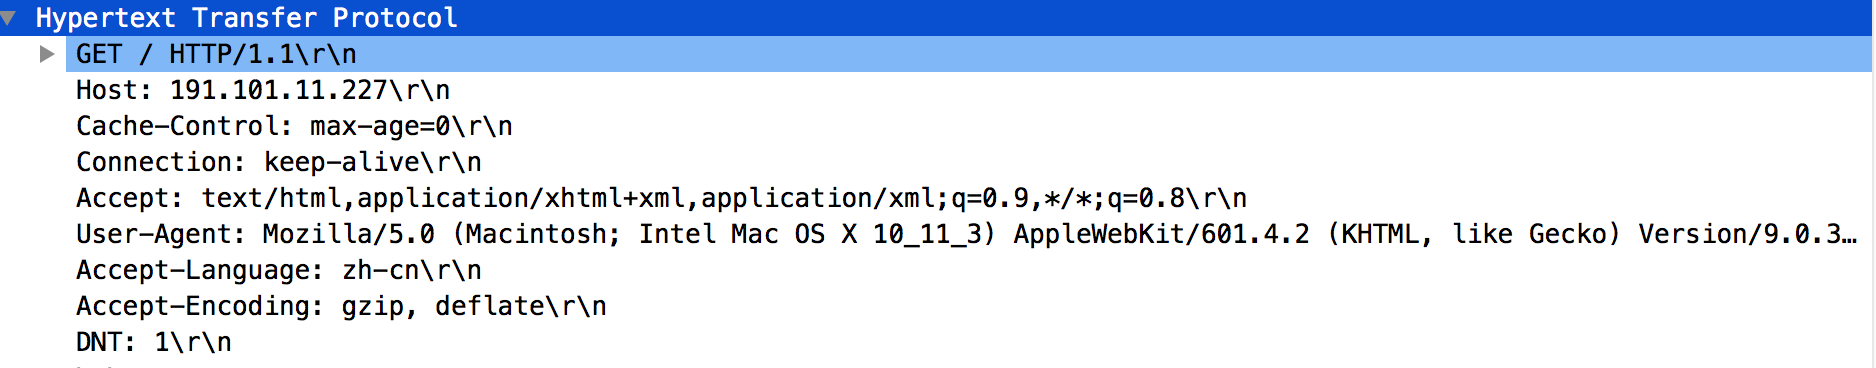 Hypertext Transfer Protocol
GET / HTTP/1.1\r\n
Host: 191.101.11.227\r\n
Cache-Control: max-age=0\r\n
Connection: keep-alive\r\n
Accept: text/html,application/xhtml+xml,application/xml;q=0.9,*/*;q=0.8\r\n
User-Agent: Mozilla/5.0 (Macintosh; Intel Mac OS X 10_11_3) AppleWebKit/601.4.2 (KHTML, like Gecko) Version/9.0.3…
Accept-Language: zh-cn\r\n
Accept-Encoding: gzip, deflate\r\n
DNT: 1\r\n